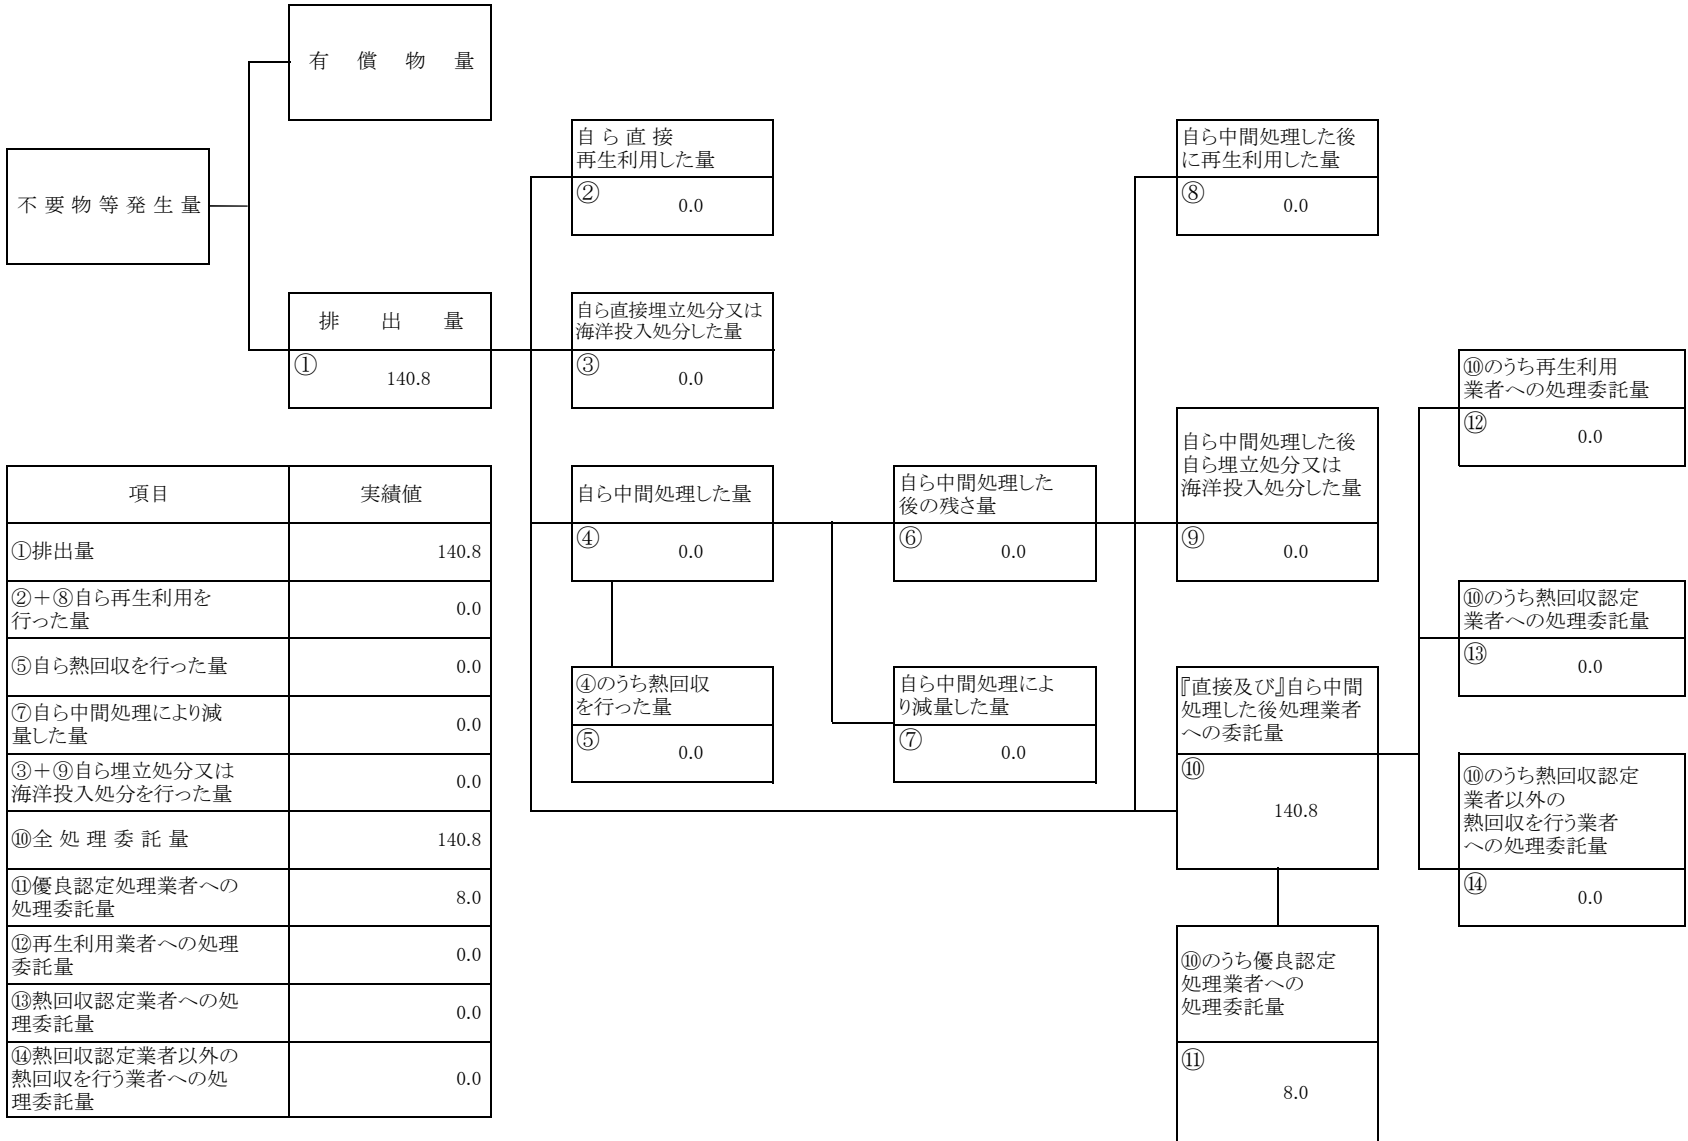 有償物量
不要物等発生量
排出量
①
140.8
自ら直接
再生利用した量
②
0.0
自ら直接埋立処分又は
海洋投入処分した量
③
0.0
自ら中間処理した量
④
0.0
④のうち熱回収
を行った量
⑤
0.0
自ら中間処理した
後の残さ量
⑥
0.0
自ら中間処理によ
り減量した量
⑦
0.0
自ら中間処理した後
に再生利用した量
⑧
0.0
自ら中間処理した後
自ら埋立処分又は
海洋投入処分した量
⑨
0.0
『直接及び』自ら中間
処理した後処理業者
への委託量
⑩
140.8
⑩のうち優良認定
処理業者への
処理委託量
⑪
8.0
⑩のうち再生利用
業者への処理委託量
⑫
0.0
⑩のうち熱回収認定
業者への処理委託量
⑬
0.0
⑩のうち熱回収認定
業者以外の
熱回収を行う業者
への処理委託量
⑭
0.0
項目 実績値
①排出量 140.8
②＋⑧自ら再生利用を
行った量 0.0
⑤自ら熱回収を行った量 0.0
⑦自ら中間処理により減
量した量 0.0
③＋⑨自ら埋立処分又は
海洋投入処分を行った量 0.0
⑩全処理委託量 140.8
⑪優良認定処理業者への
処理委託量 8.0
⑫再生利用業者への処理
委託量 0.0
⑬熱回収認定業者への処
理委託量 0.0
⑭熱回収認定業者以外の
熱回収を行う業者への処
理委託量 0.0